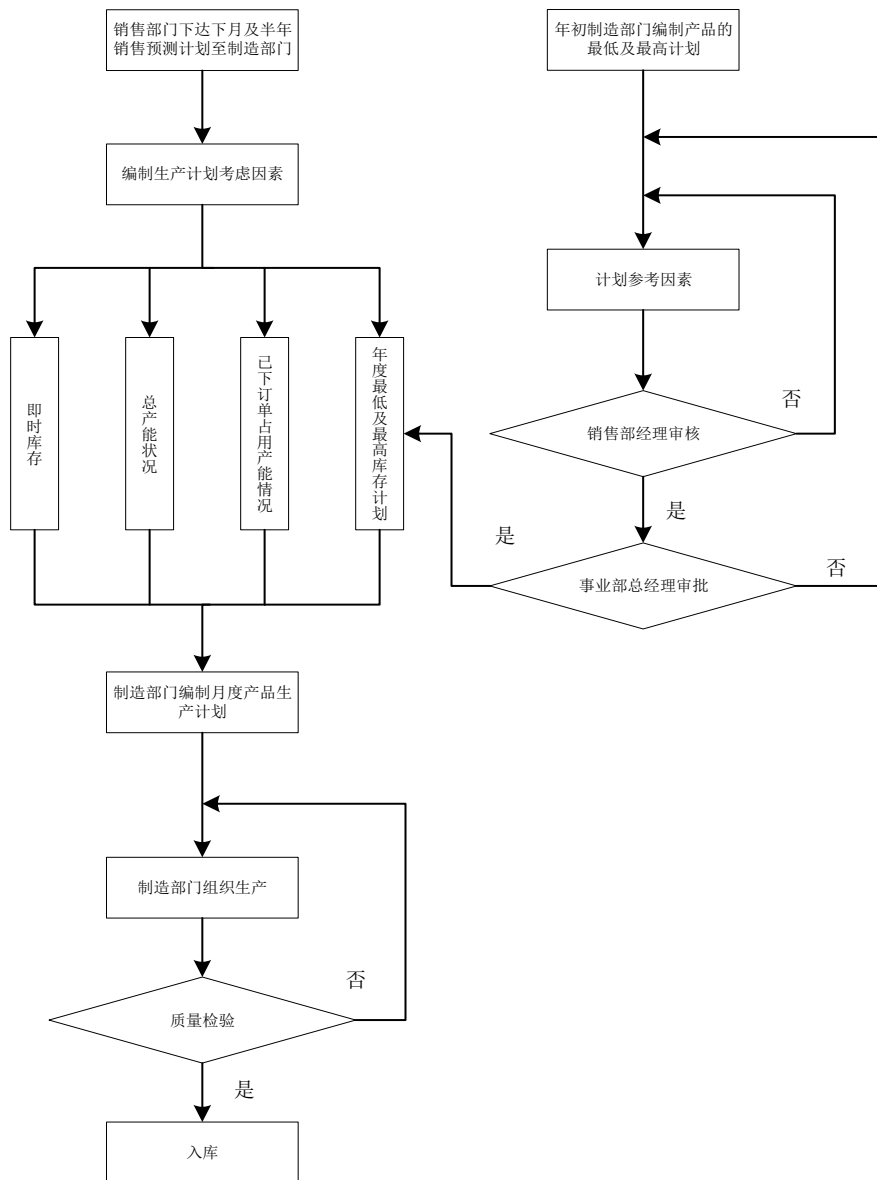 销售部门下达下月及半年
销售预测计划至制造部门
年初制造部门编制产品的
最低及最高计划
编制生产计划考虑因素
计划参考因素
即时库存
总产能状况
已下订单占用产能情况
年度最低及最高库存计划
否
销售部经理审核
是
是
否
事业部总经理审批
制造部门编制月度产品生
产计划
制造部门组织生产
否
质量检验
是
入库